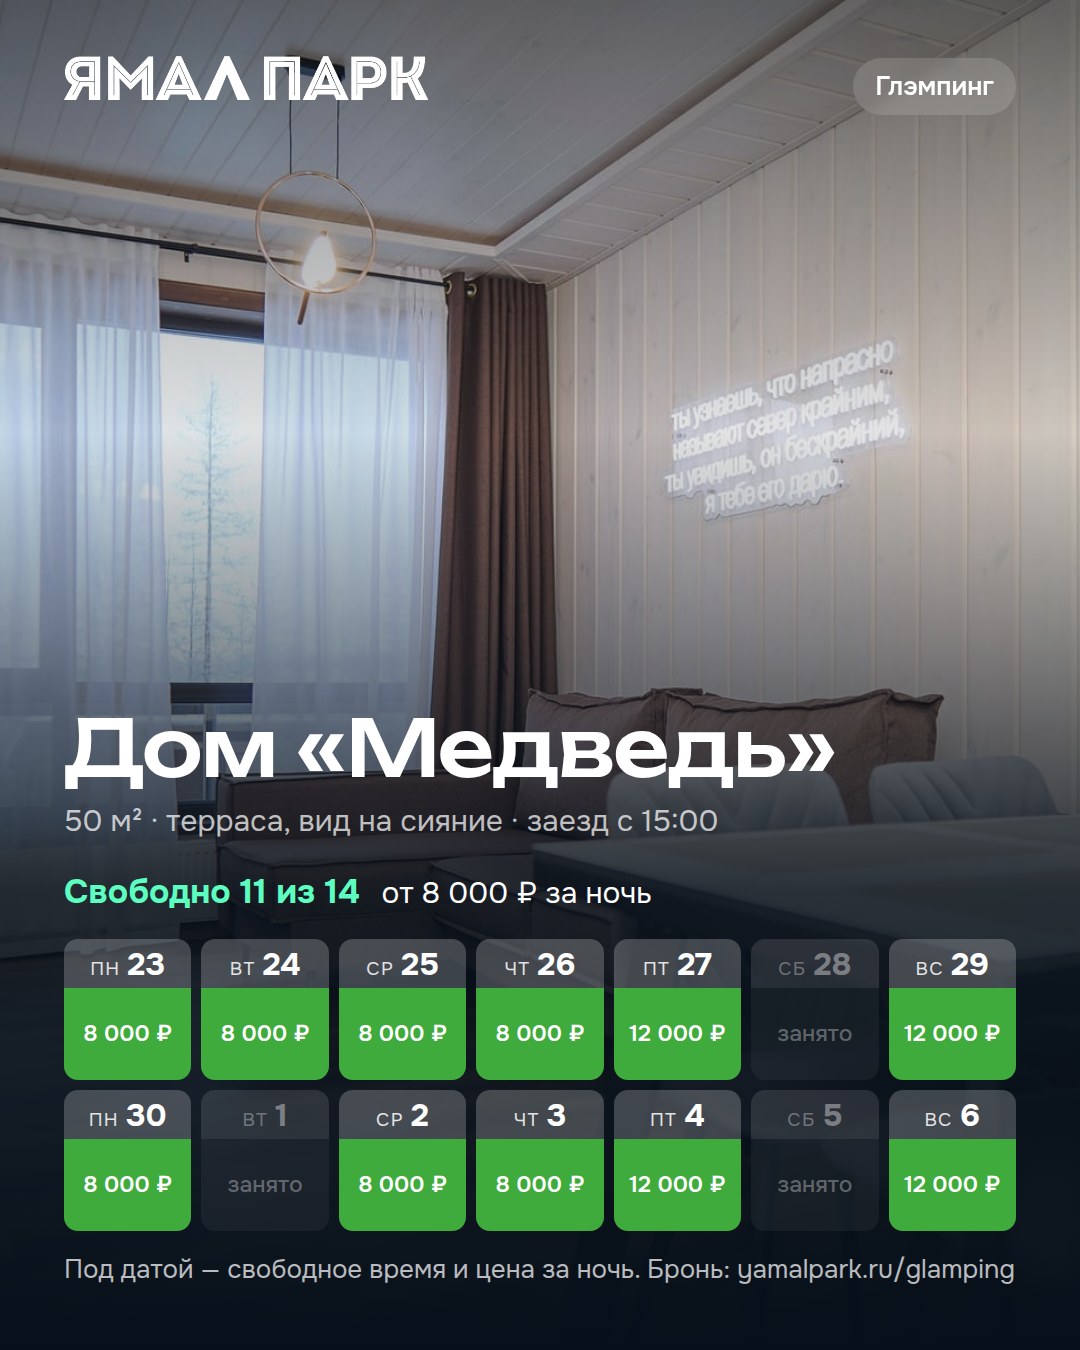 ЯМАЛ ПАРК
Глэмпинг
ты узнаешь, что напрасно
называют север крайним,
ты увидишь, он бескрайний,
я тебе его дарю.
Дом «Медведь»
50 м² · терраса, вид на сияние · заезд с 15:00
Свободно 11 из 14 от 8 000 ₽ за ночь
ПН 23 ВТ 24 СР 25 ЧТ 26 ПТ 27 СБ 28 ВС 29
8 000 ₽ 8 000 ₽ 8 000 ₽ 8 000 ₽ 12 000 ₽ занято 12 000 ₽
ПН 30 ВТ 1 СР 2 ЧТ 3 ПТ 4 СБ 5 ВС 6
8 000 ₽ занято 8 000 ₽ 8 000 ₽ 12 000 ₽ занято 12 000 ₽
Под датой — свободное время и цена за ночь. Бронь: yamalpark.ru/glamping